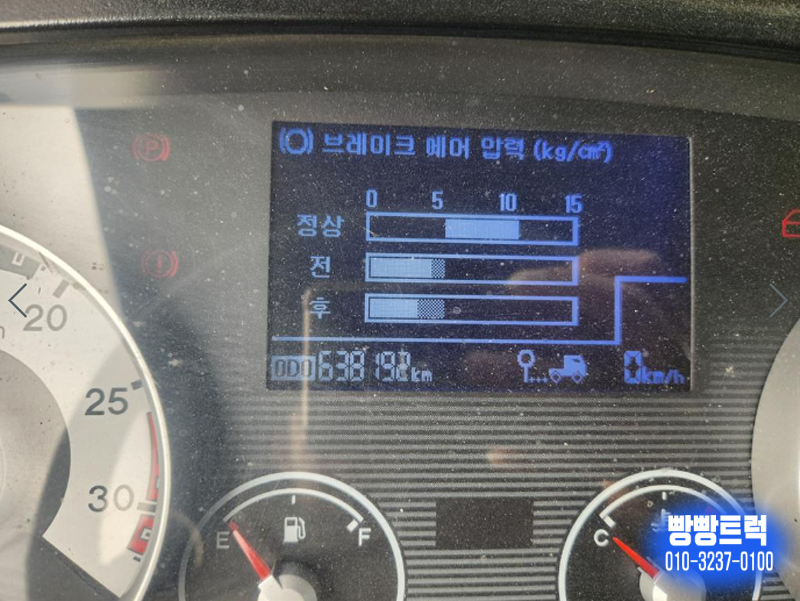 브레이크 에어 압력 (kg/㎠)
0 5 10 15
정상
전
후
20
25
30
ODO 638192km
0km/h
E F
C
빵빵트럭
010-3237-0100